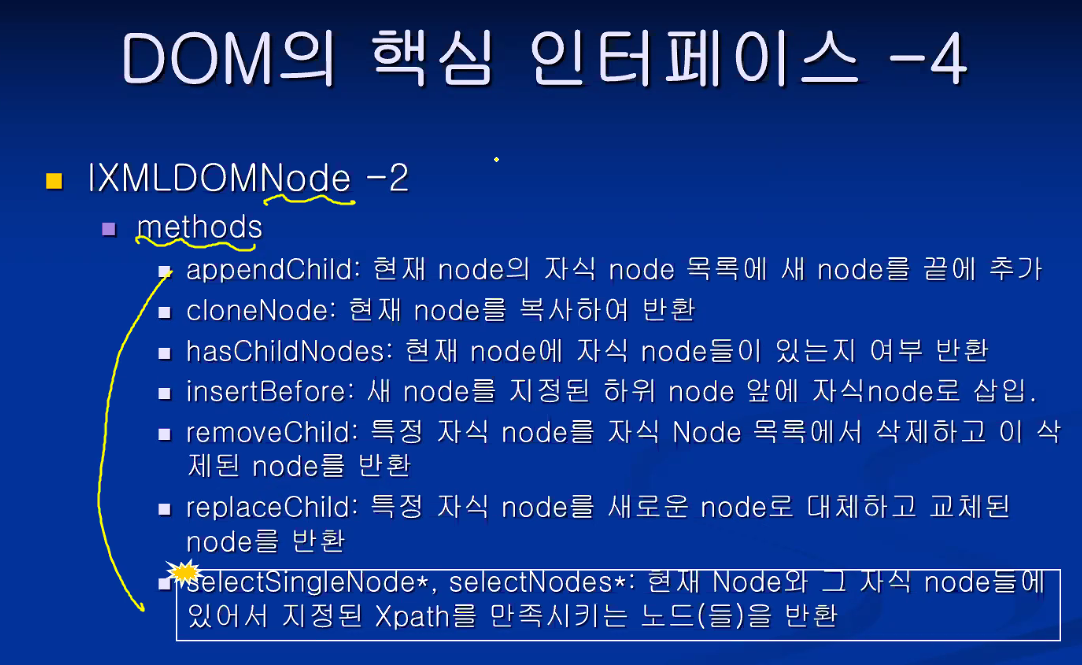 DOM의 핵심 인터페이스 -4
IXMLDOMNode -2
methods
appendChild: 현재 node의 자식 node 목록에 새 node를 끝에 추가
cloneNode: 현재 node를 복사하여 반환
hasChildNodes: 현재 node에 자식 node들이 있는지 여부 반환
insertBefore: 새 node를 지정된 하위 node 앞에 자식node로 삽입.
removeChild: 특정 자식 node를 자식 Node 목록에서 삭제하고 이 삭
제된 node를 반환
replaceChild: 특정 자식 node를 새로운 node로 대체하고 교체된
node를 반환
selectSingleNode*, selectNodes*: 현재 Node와 그 자식 node들에
있어서 지정된 Xpath를 만족시키는 노드(들)을 반환